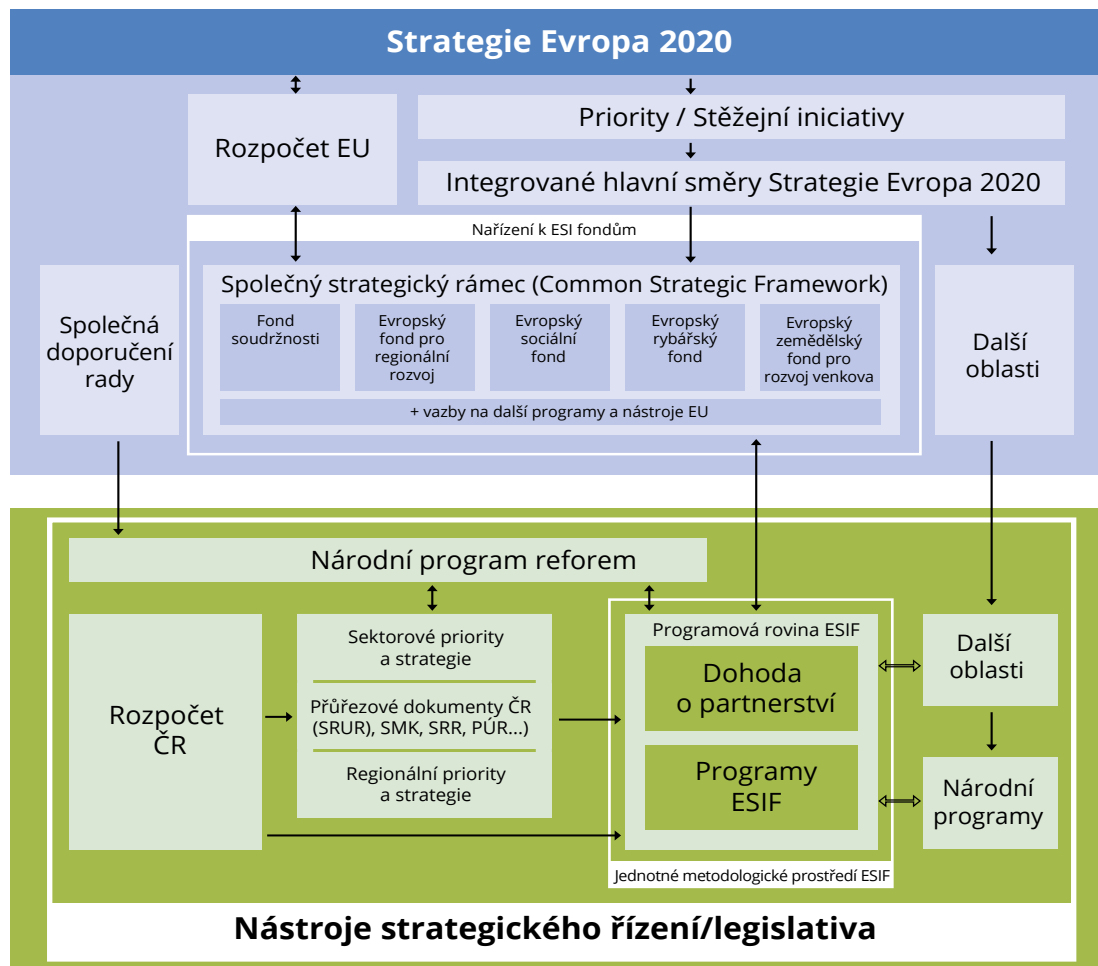 Strategie Evropa 2020
Rozpočet EU
Priority / Stěžejní iniciativy
Integrované hlavní směry Strategie Evropa 2020
Nařízení k ESI fondům
Společná
doporučení
rady
Společný strategický rámec (Common Strategic Framework)
Fond
soudržnosti
Evropský
fond pro
regionální
rozvoj
Evropský
sociální
fond
Evropský
rybářský
fond
Evropský
zemědělský
fond pro
rozvoj venkova
+ vazby na další programy a nástroje EU
Další
oblasti
Národní program reforem
Rozpočet
ČR
Sektorové priority
a strategie
Přůřezové dokumenty ČR
(SRUR), SMK, SRR, PÚR...)
Regionální priority
a strategie
Programová rovina ESIF
Dohoda
o partnerství
Programy
ESIF
Jednotné metodologické prostředí ESIF
Další
oblasti
Národní
programy
Nástroje strategického řízení/legislativa